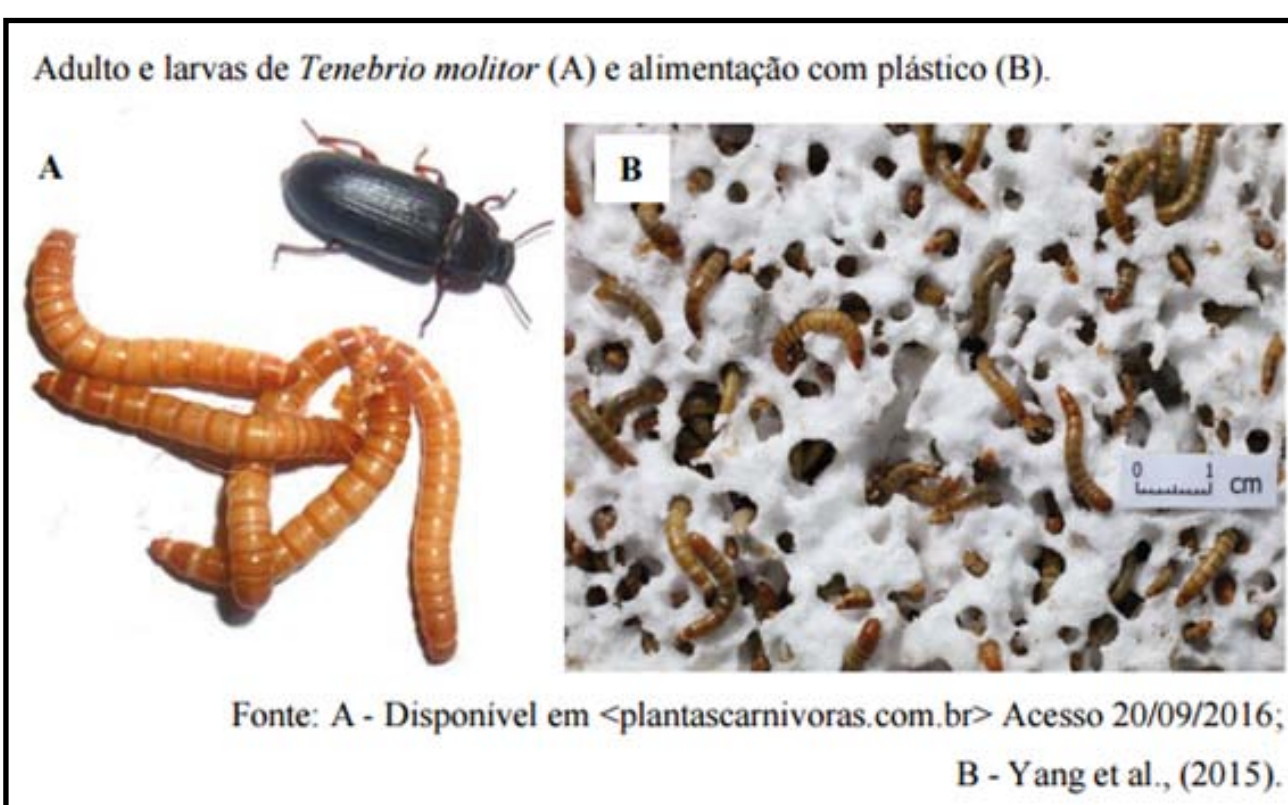 Adulto e larvas de Tenebrio molitor (A) e alimentação com plástico (B).
A
B
0 1 cm
Fonte: A - Disponível em <plantascarnivoras.com.br> Acesso 20/09/2016;
B - Yang et al., (2015).